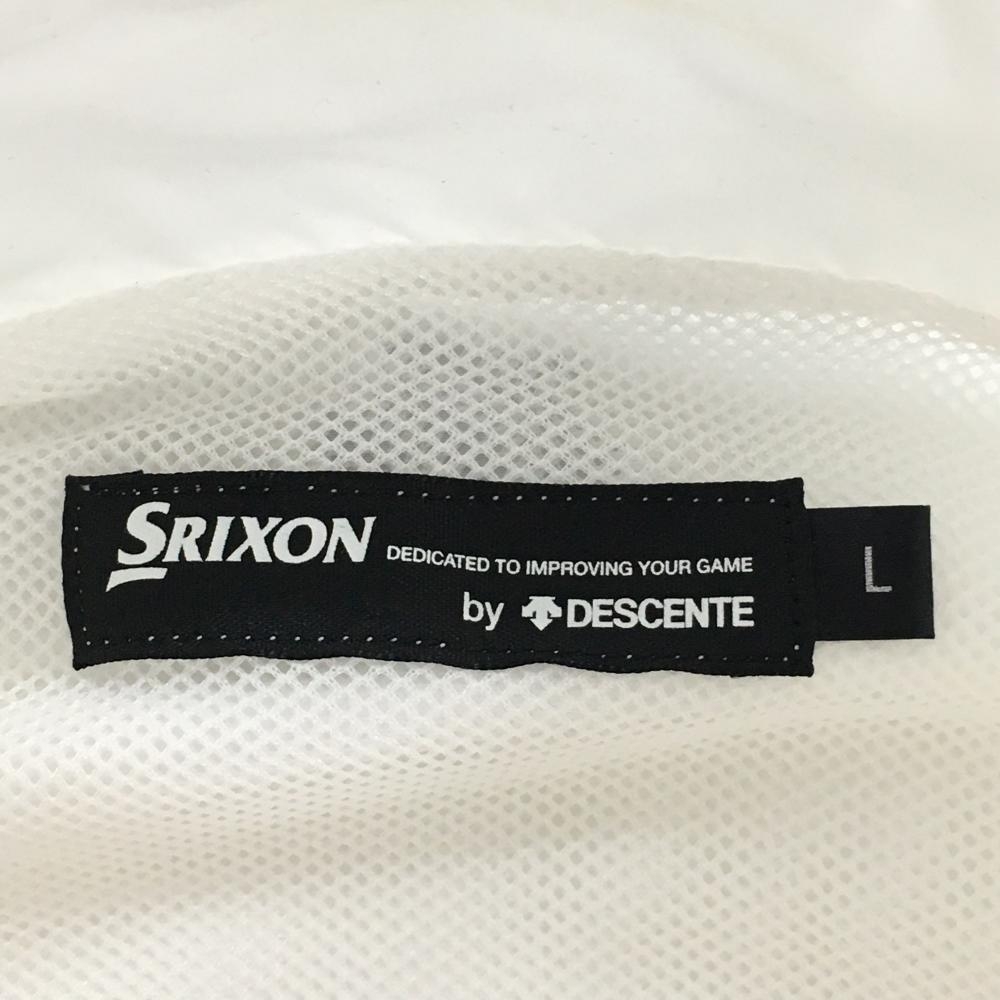 SRIXON DEDICATED TO IMPROVING YOUR GAME
by DESCENTE
L